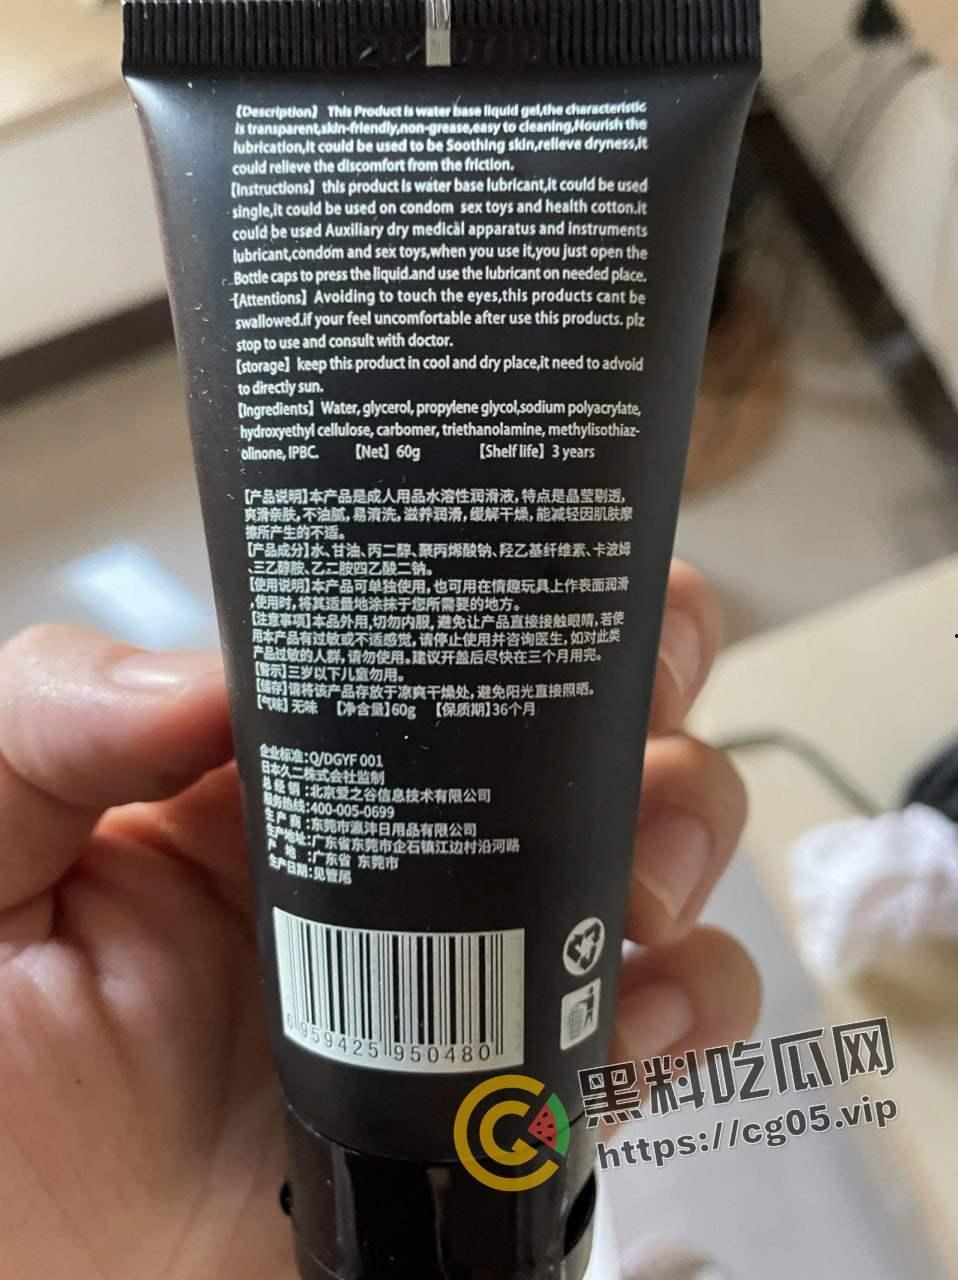 【Description】 This Product is water base liquid gel,the characteristic
is transparent,skin-friendly,non-grease,easy to cleaning,Nourish the
lubrication,it could be used to be Soothing skin,relieve dryness,it
could relieve the discomfort from the friction.
【Instructions】 this product is water base lubricant,it could be used
single,it could be used on condom sex toys and health cotton.it
could be used Auxiliary dry medical apparatus and instruments
lubricant,condom and sex toys,when you use it,you just open the
Bottle caps to press the liquid.and use the lubricant on needed place.
【Attentions】 Avoiding to touch the eyes,this products cant be
swallowed.if your feel uncomfortable after use this products. plz
stop to use and consult with doctor.
【storage】 keep this product in cool and dry place,it need to advoid
to directly sun.
【Ingredients】 Water, glycerol, propylene glycol,sodium polyacrylate,
hydroxyethyl cellulose, carbomer, triethanolamine, methylisothiaz-
olinone, IPBC. 【Net】 60g 【Shelf life】 3 years
【产品说明】本产品是成人用品水溶性润滑液，特点是晶莹剔透，
爽滑亲肤，不油腻，易清洗，滋养润滑，缓解干燥，能减轻因肌肤摩
擦所产生的不适。
【产品成分】水、甘油、丙二醇、聚丙烯酸钠、羟乙基纤维素、卡波姆
、三乙醇胺、乙二胺四乙酸二钠。
【使用说明】本产品可单独使用，也可用在情趣玩具上作表面润滑
，使用时，将其适量地涂抹于您所需要的地方。
【注意事项】本品外用，切勿内服，避免让产品直接接触眼睛，若使
用本产品有过敏或不适感觉，请停止使用并咨询医生，如对此类
产品过敏的人群，请勿使用。建议开盖后尽快在三个月用完。
【警示】三岁以下儿童勿用。
【储存】请将该产品存放于凉爽干燥处，避免阳光直接照晒。
【气味】无味 【净含量】60g 【保质期】36个月
企业标准：Q/DGYF 001
日本久二株式会社监制
总经销：北京爱之谷信息技术有限公司
服务热线：400-005-0699
生产商：东莞市瀛沣日用品有限公司
生产地址：广东省东莞市企石镇江边村沿河路
产地：广东省 东莞市
生产日期：见管尾
6 959425 950480
黑料吃瓜网
https://cg05.vip